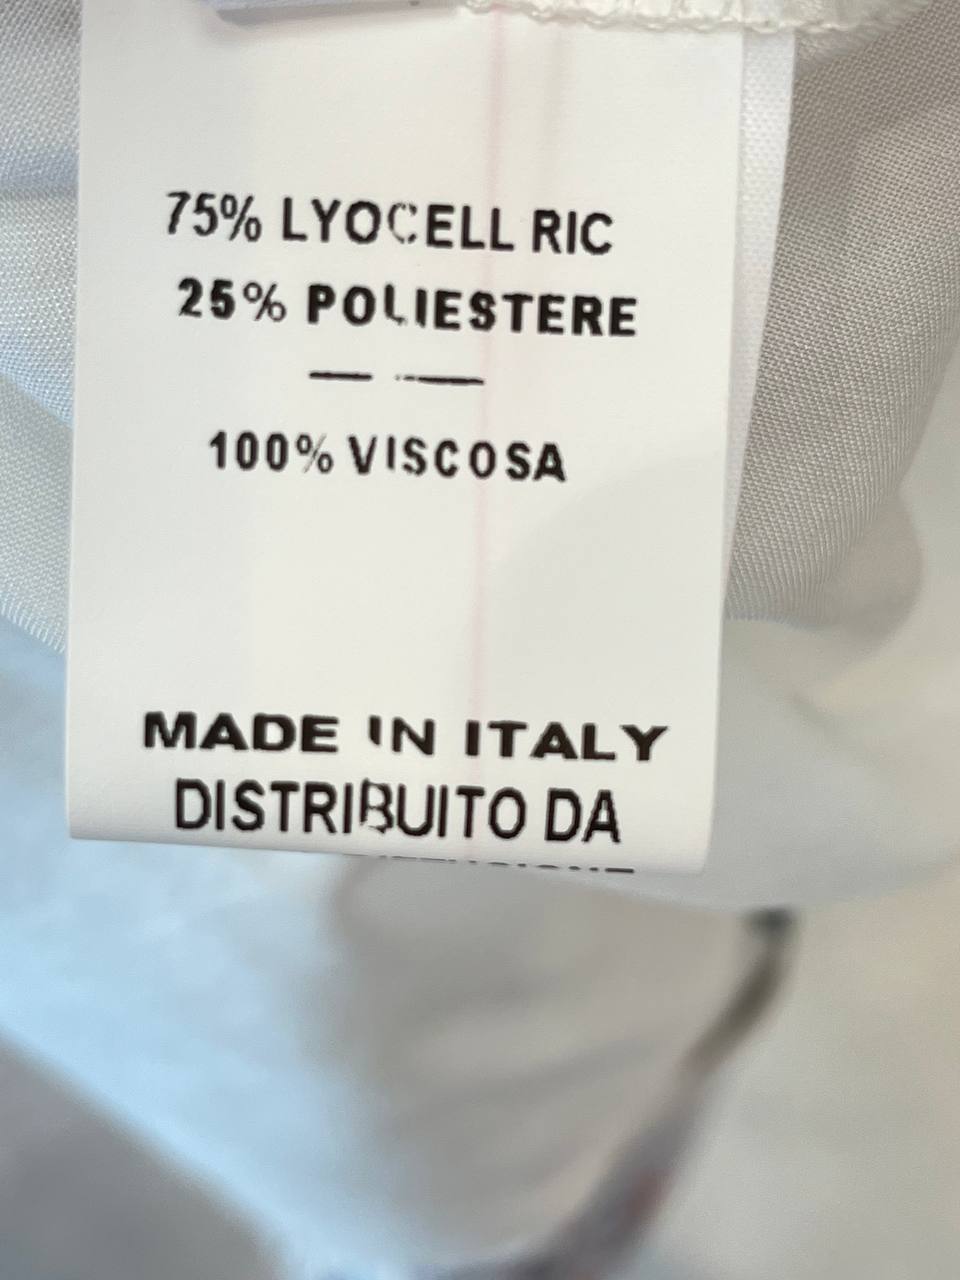 75% LYOCELL RIC
25% POLIESTERE
— —
100% VISCOSA
MADE IN ITALY
DISTRIBUITO DA